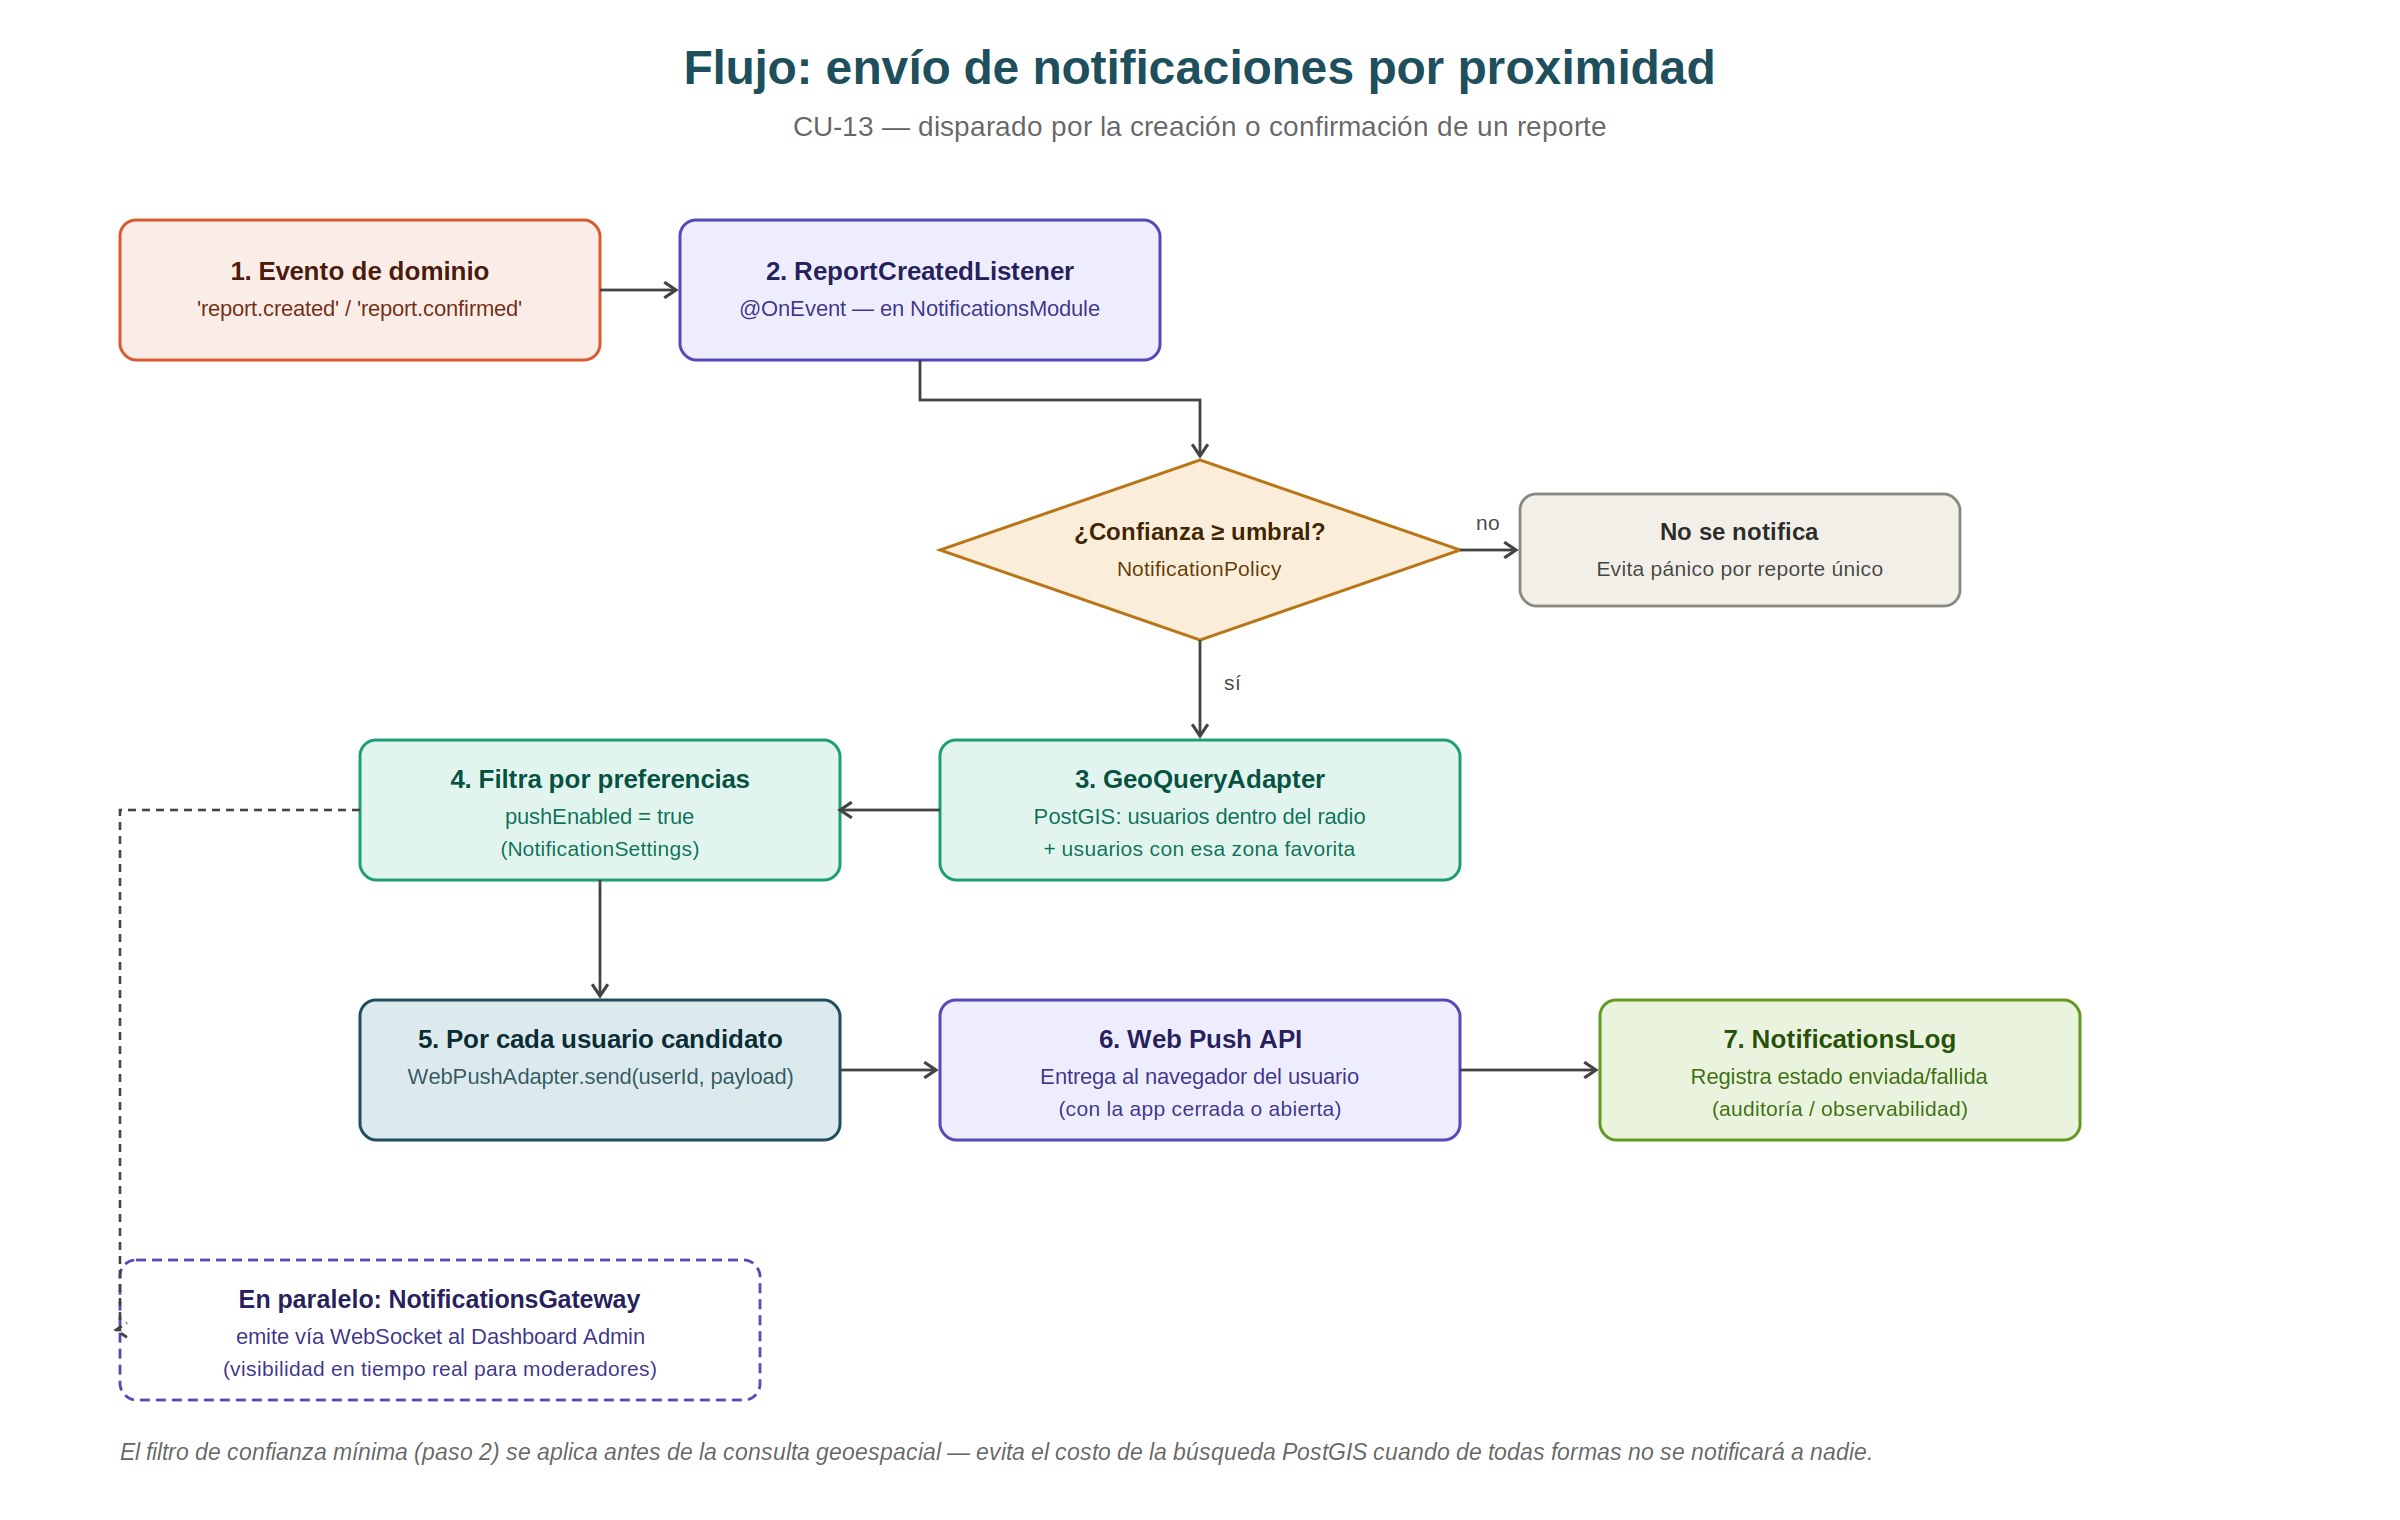 Flujo: envío de notificaciones por proximidad
CU-13 — disparado por la creación o confirmación de un reporte
1. Evento de dominio
'report.created' / 'report.confirmed'
2. ReportCreatedListener
@OnEvent — en NotificationsModule
¿Confianza ≥ umbral?
NotificationPolicy
no
No se notifica
Evita pánico por reporte único
sí
3. GeoQueryAdapter
PostGIS: usuarios dentro del radio
+ usuarios con esa zona favorita
4. Filtra por preferencias
pushEnabled = true
(NotificationSettings)
5. Por cada usuario candidato
WebPushAdapter.send(userId, payload)
6. Web Push API
Entrega al navegador del usuario
(con la app cerrada o abierta)
7. NotificationsLog
Registra estado enviada/fallida
(auditoría / observabilidad)
En paralelo: NotificationsGateway
emite vía WebSocket al Dashboard Admin
(visibilidad en tiempo real para moderadores)
El filtro de confianza mínima (paso 2) se aplica antes de la consulta geoespacial — evita el costo de la búsqueda PostGIS cuando de todas formas no se notificará a nadie.